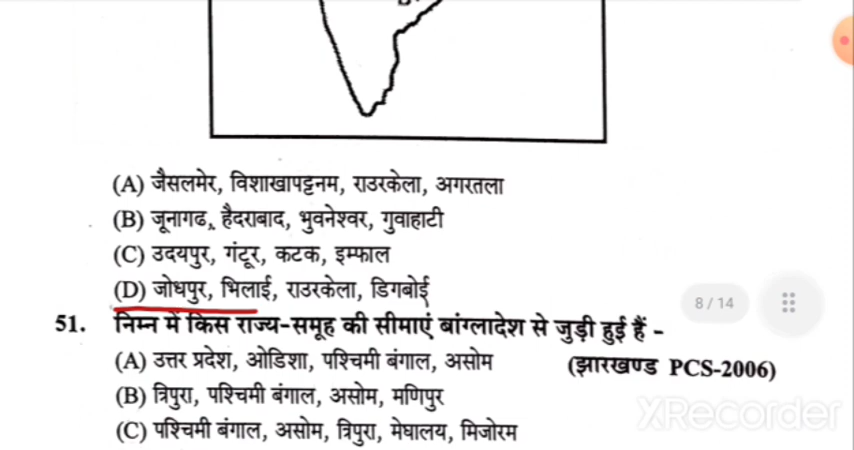 (A) जैसलमेर, विशाखापट्टनम, राउरकेला, अगरतला
(B) जूनागढ, हैदराबाद, भुवनेश्वर, गुवाहाटी
(C) उदयपुर, गंटूर, कटक, इम्फाल
(D) जोधपुर, भिलाई, राउरकेला, डिगबोई
8 / 14
51. निम्न में किस राज्य-समूह की सीमाएं बांग्लादेश से जुड़ी हुई हैं -
(A) उत्तर प्रदेश, ओडिशा, पश्चिमी बंगाल, असोम (झारखण्ड PCS-2006)
(B) त्रिपुरा, पश्चिमी बंगाल, असोम, मणिपुर
XRecorder
(C) पश्चिमी बंगाल, असोम, त्रिपुरा, मेघालय, मिजोरम